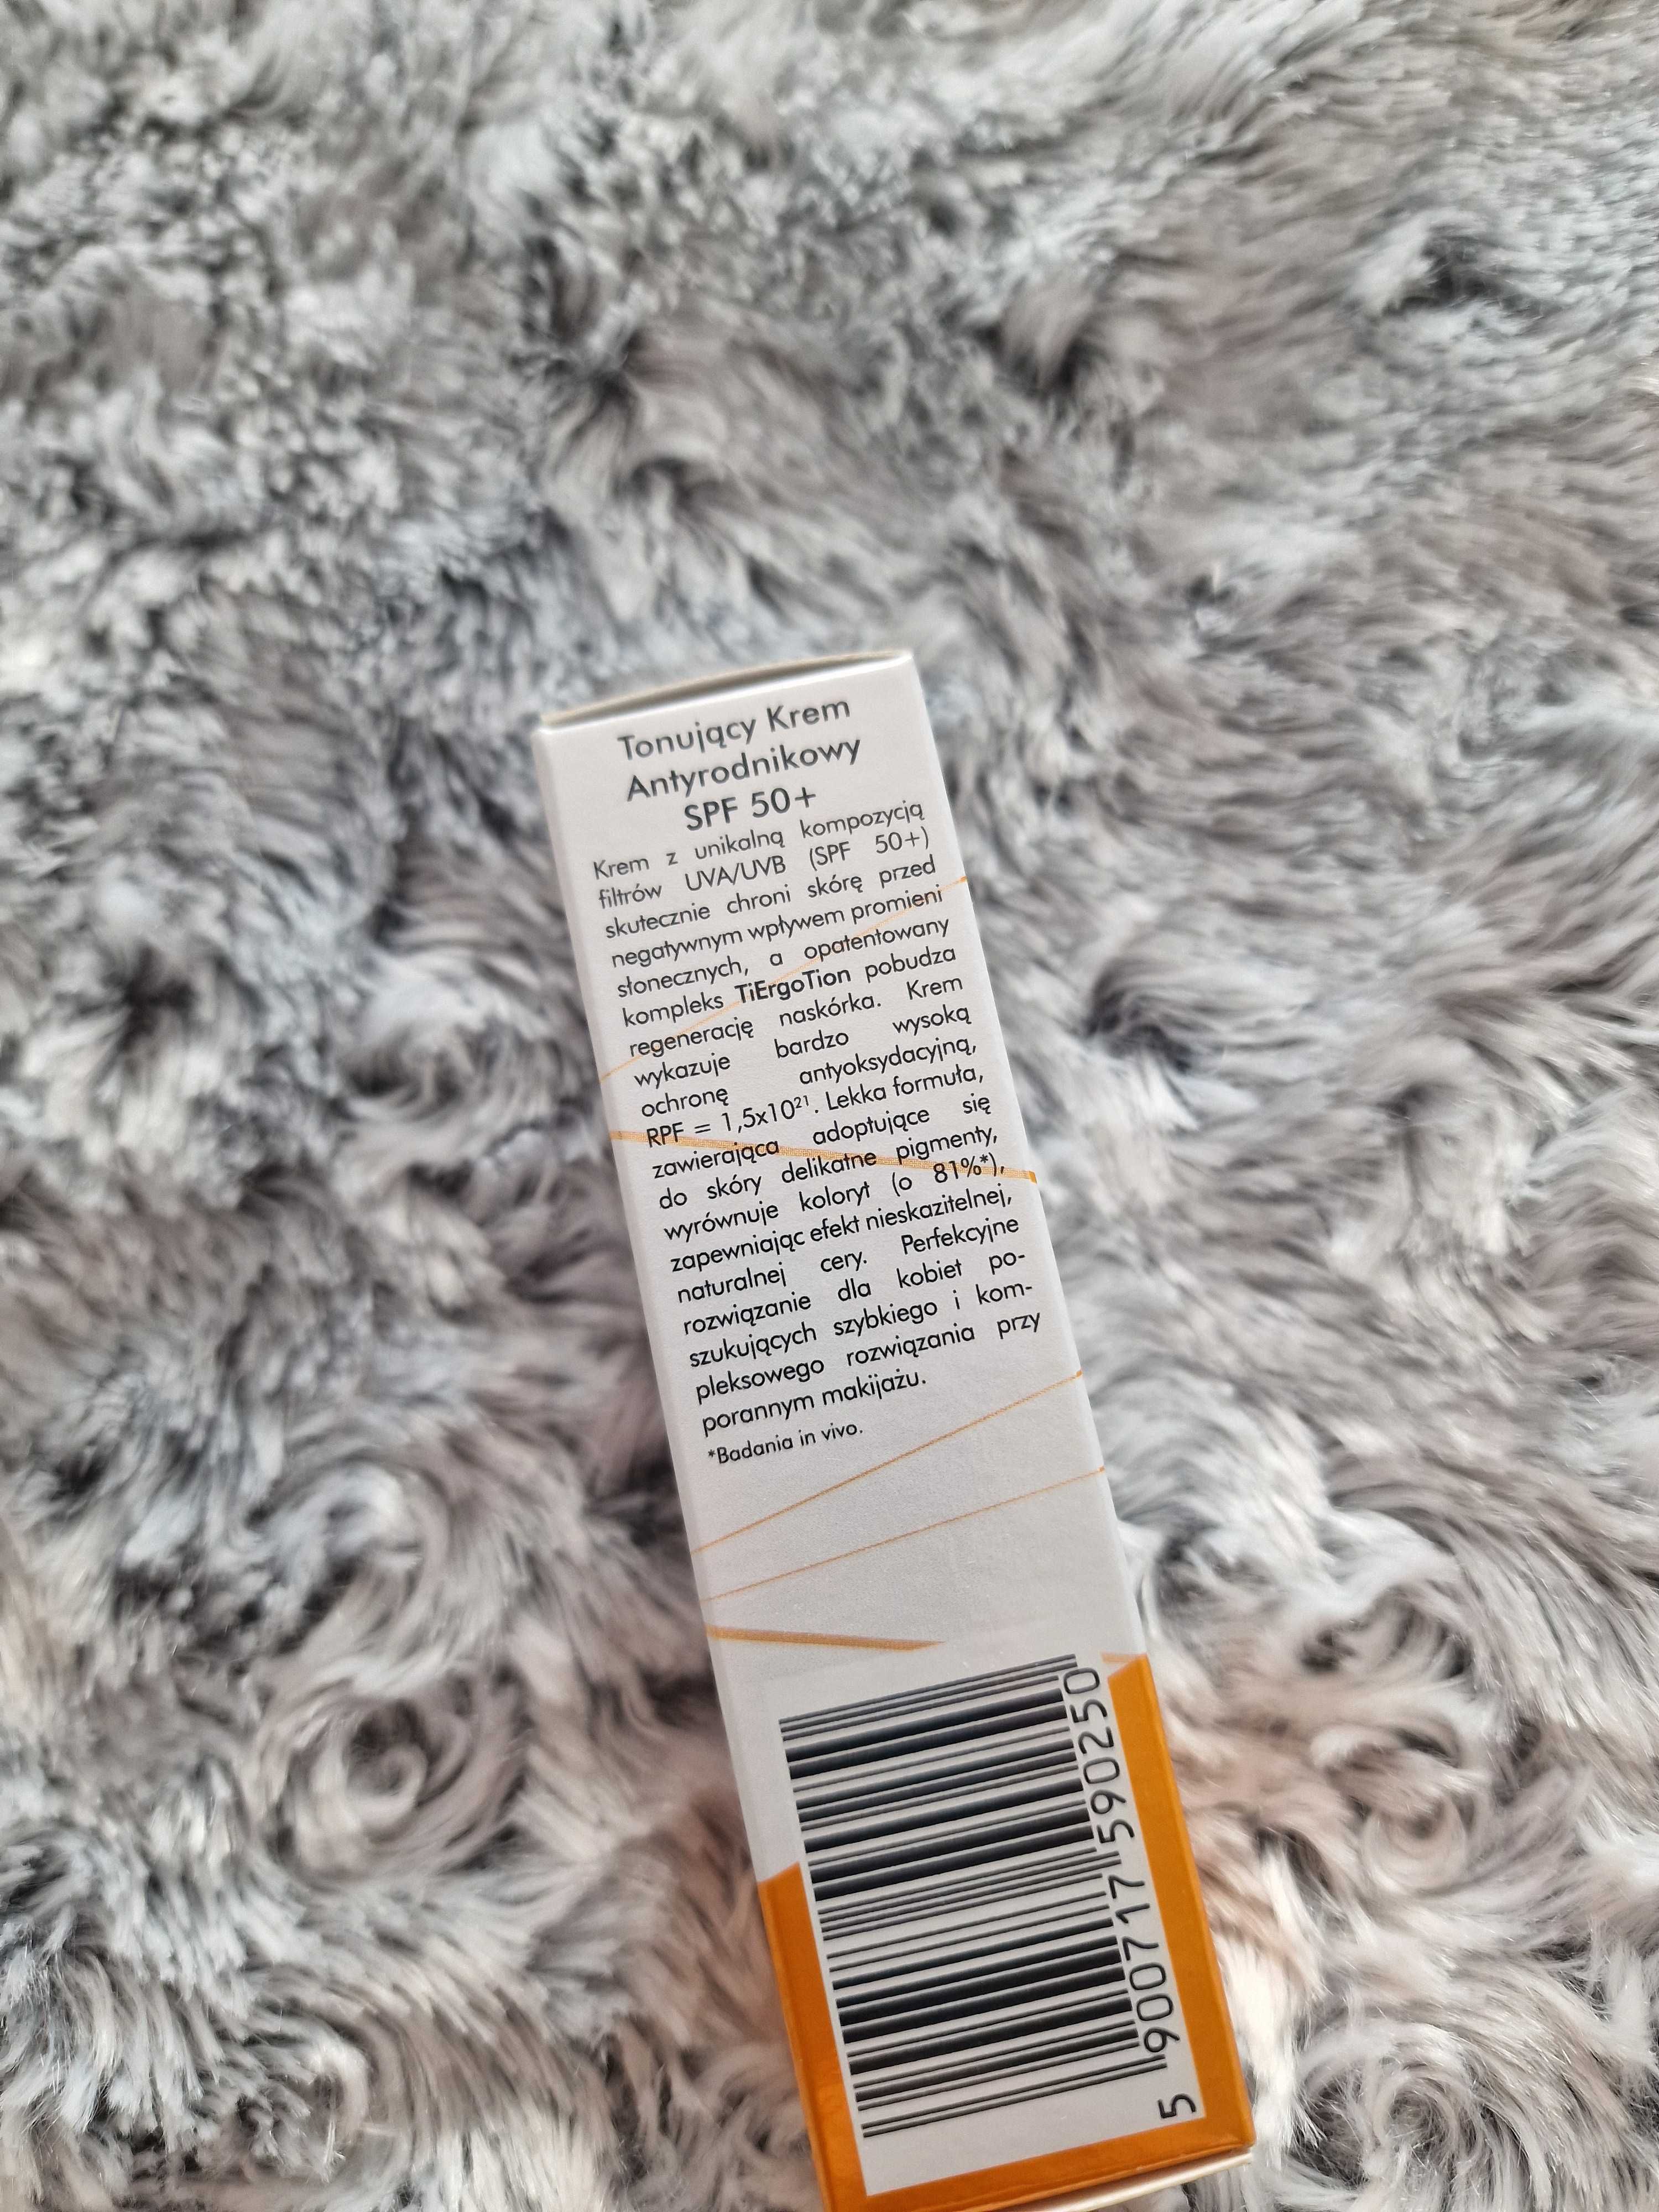 Tonujący Krem
Antyrodnikowy
SPF 50+
Krem z unikalną kompozycją
filtrów UVA/UVB (SPF 50+)
skutecznie chroni skórę przed
negatywnym wpływem promieni
słonecznych, a opatentowany
kompleks TiErgoTion pobudza
regenerację naskórka. Krem
wykazuje bardzo wysoką
ochronę antyoksydacyjną,
RPF = 1,5x10²¹. Lekka formuła,
zawierająca adoptujące się
do skóry delikatne pigmenty,
wyrównuje koloryt (o 81%*),
zapewniając efekt nieskazitelnej,
naturalnej cery. Perfekcyjne
rozwiązanie dla kobiet po-
szukujących szybkiego i kom-
pleksowego rozwiązania przy
porannym makijażu.
*Badania in vivo.
5 900717 590250